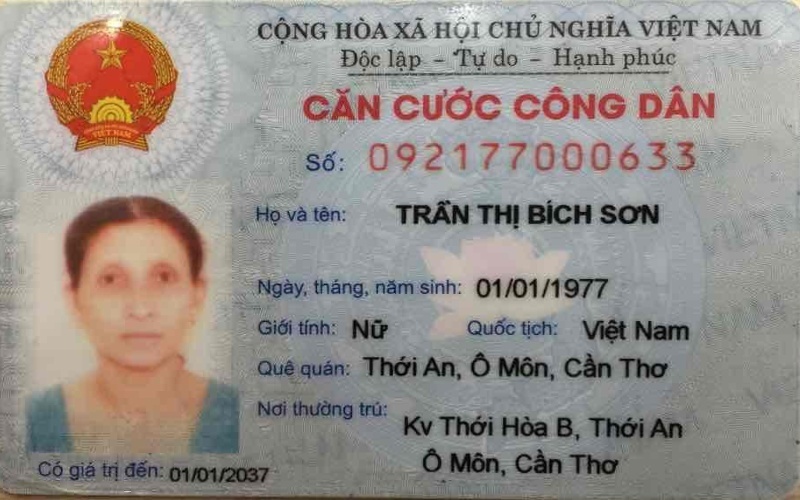 CỘNG HÒA XÃ HỘI CHỦ NGHĨA VIỆT NAM
Độc lập - Tự do - Hạnh phúc
CĂN CƯỚC CÔNG DÂN
Số: 092177000633
Họ và tên: TRẦN THỊ BÍCH SƠN
Ngày, tháng, năm sinh: 01/01/1977
Giới tính: Nữ Quốc tịch: Việt Nam
Quê quán: Thới An, Ô Môn, Cần Thơ
Nơi thường trú: Kv Thới Hòa B, Thới An
Ô Môn, Cần Thơ
Có giá trị đến: 01/01/2037
VIỆT NAM